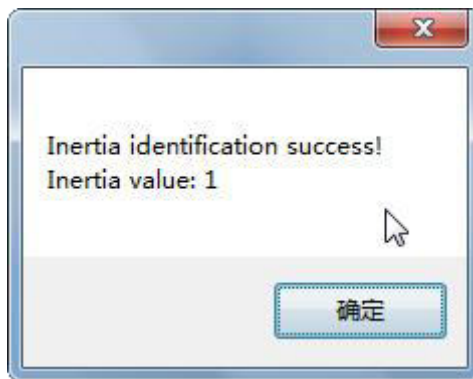 Inertia identification success!
Inertia value: 1
确定